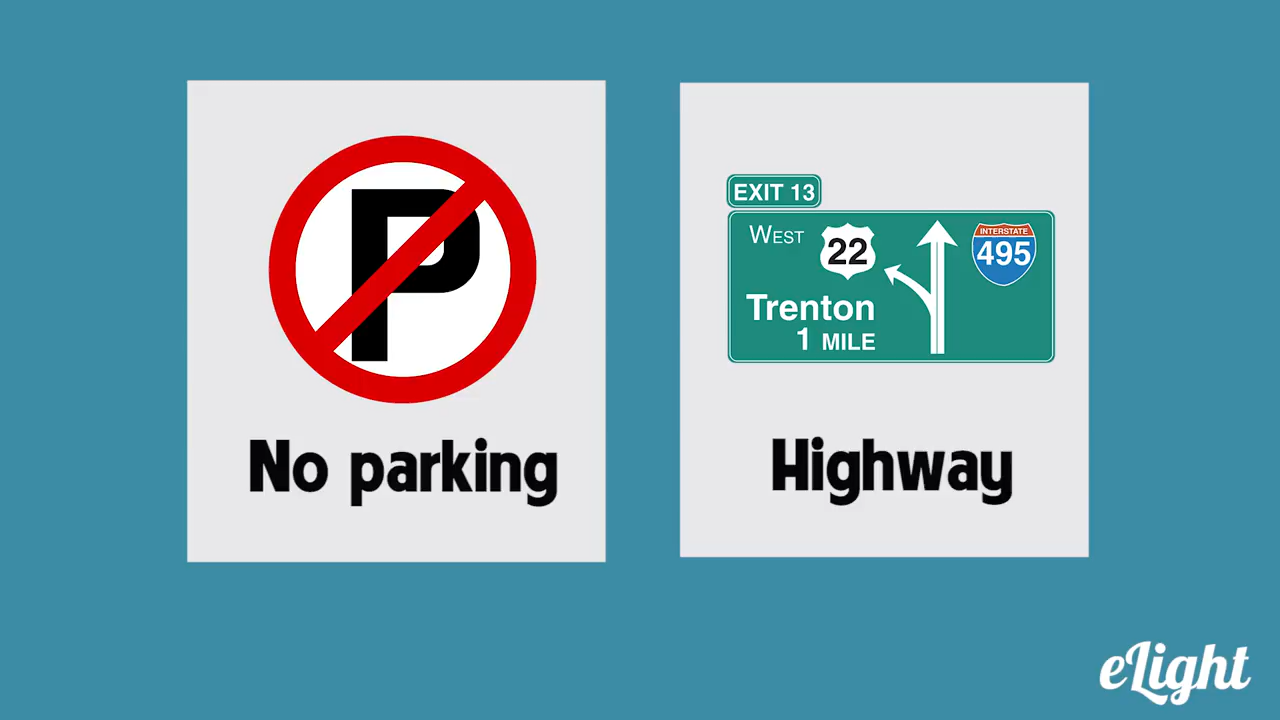 P
No parking
EXIT 13
WEST 22 INTERSTATE 495
Trenton
1 MILE
Highway
eLight